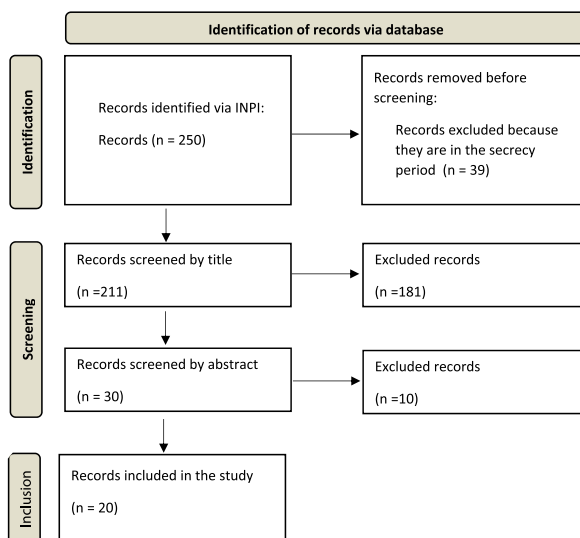 Identification of records via database
Identification
Records identified via INPI:
Records (n = 250)
Records removed before
screening:
Records excluded because
they are in the secrecy
period (n = 39)
Screening
Records screened by title
(n =211)
Excluded records
(n =181)
Records screened by abstract
(n = 30)
Excluded records
(n =10)
Inclusion
Records included in the study
(n = 20)